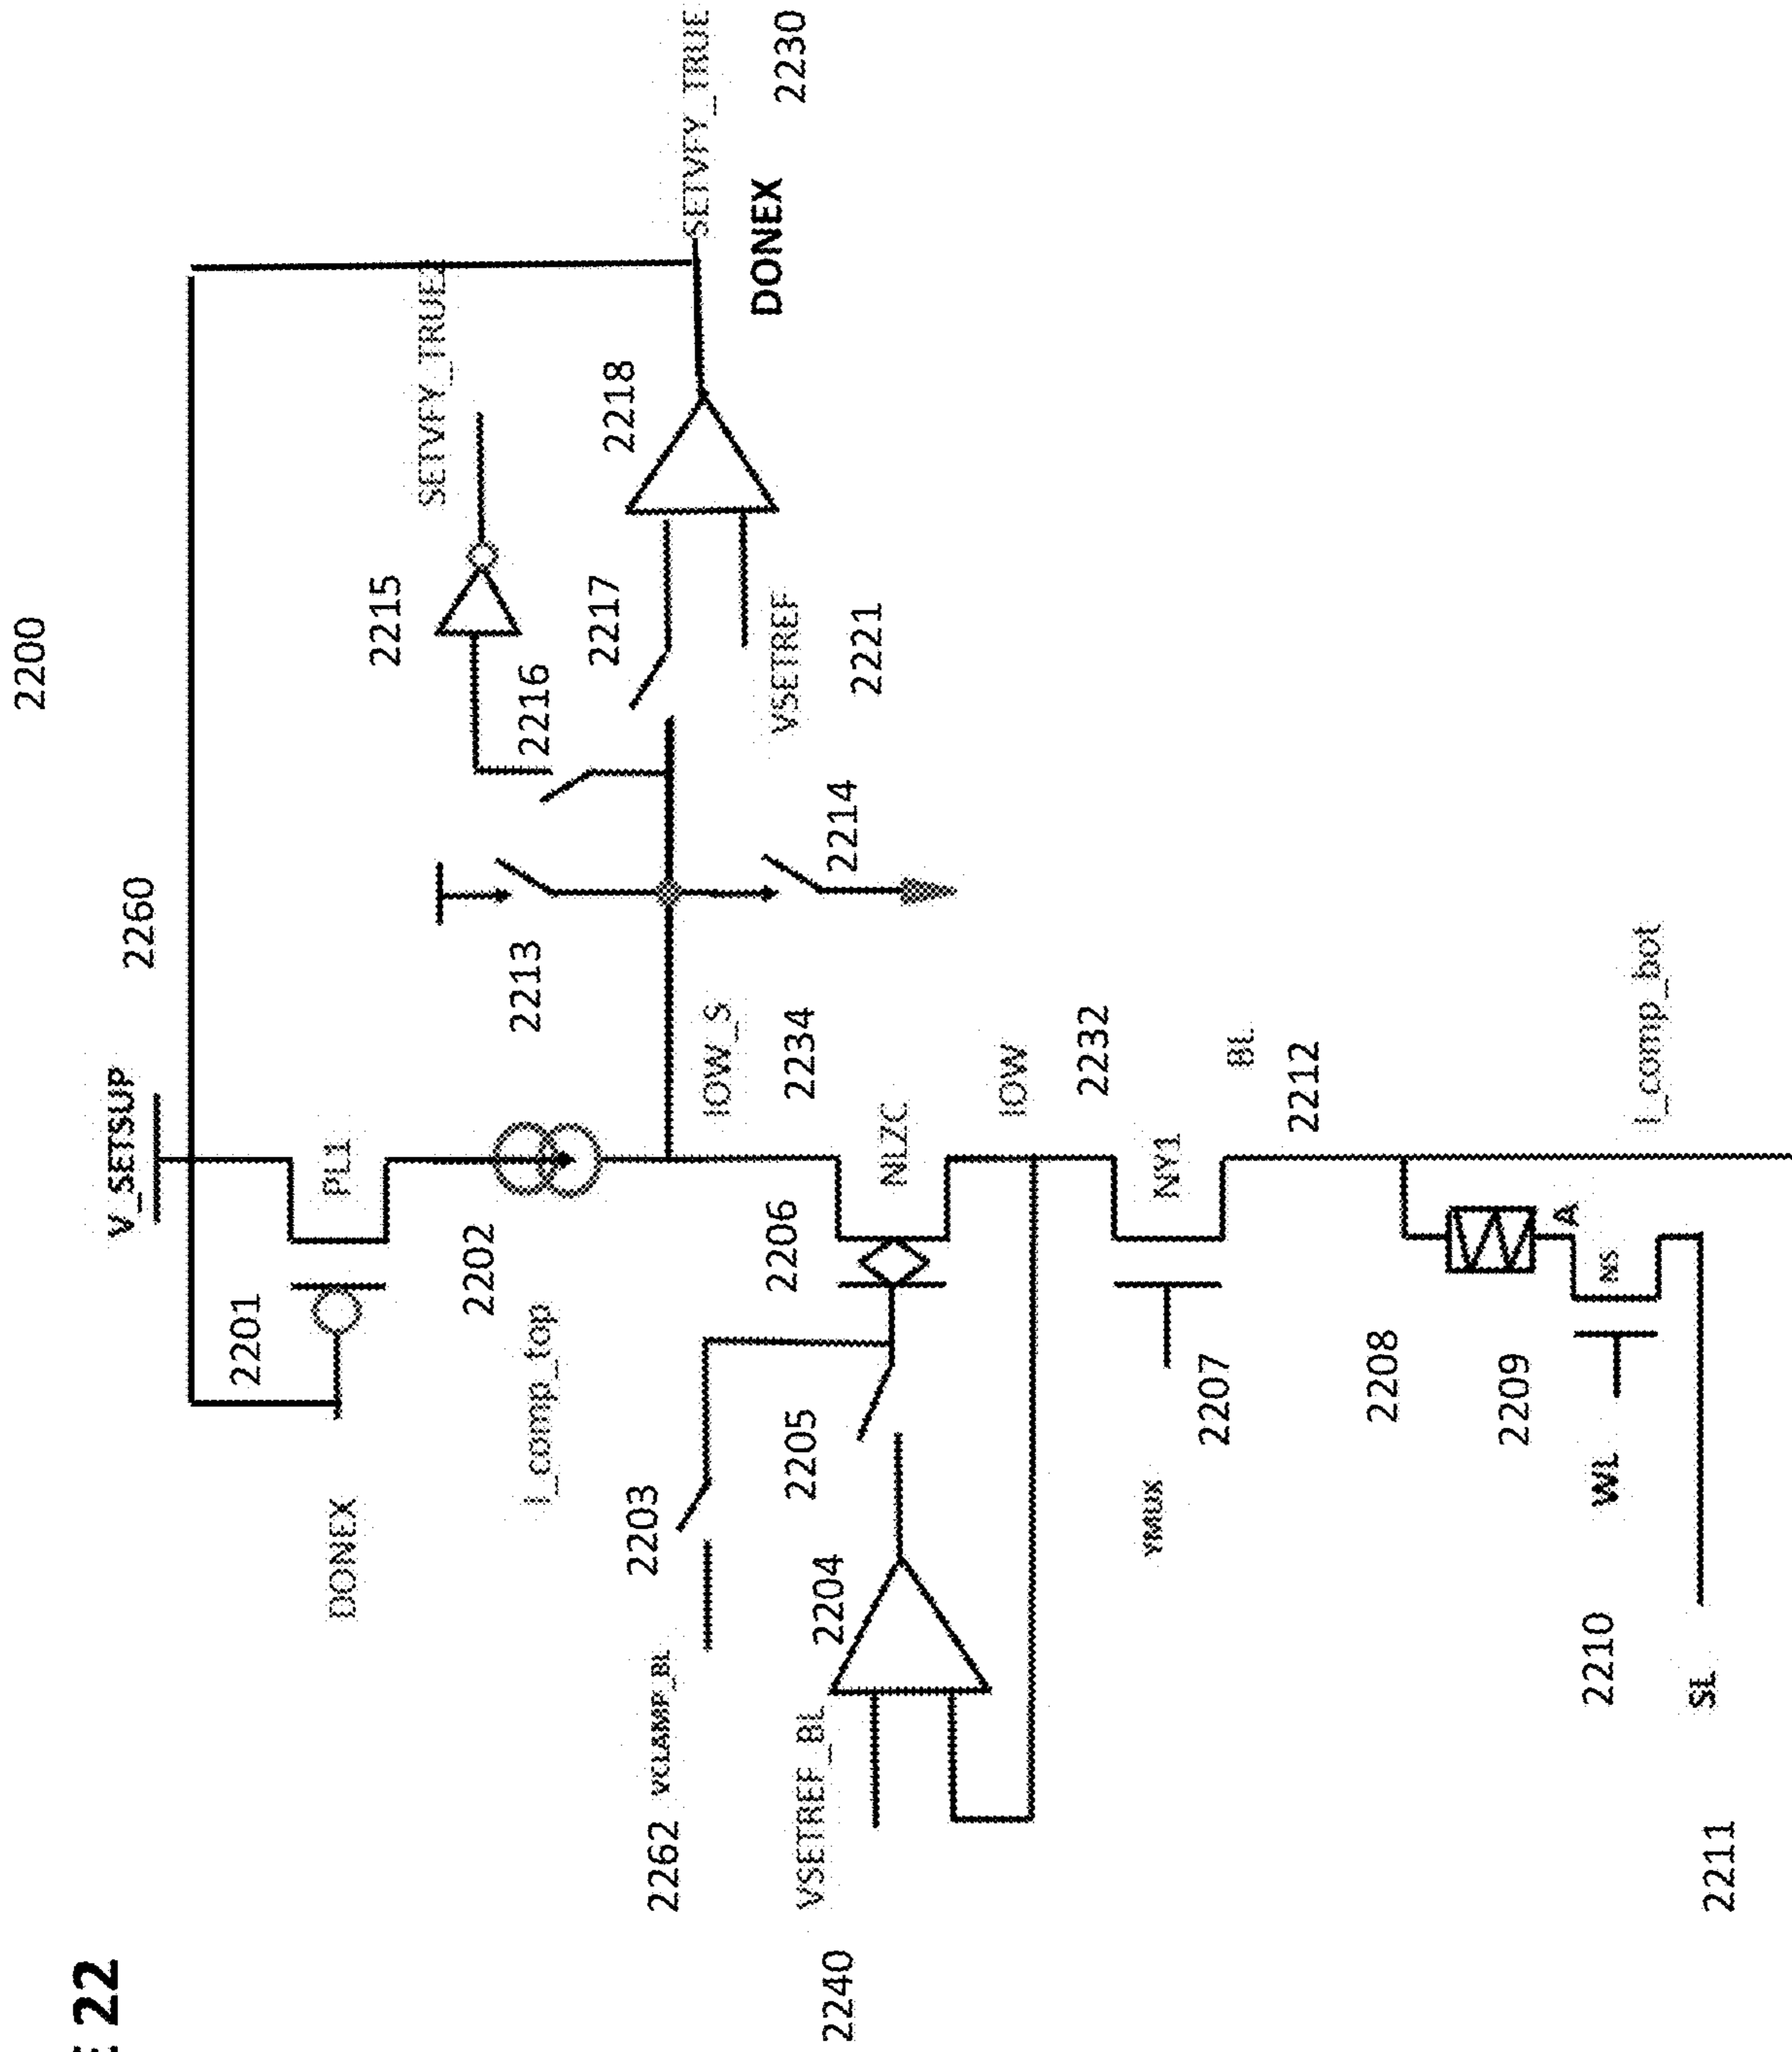 2200
V_SETSUP
2260
2201
PL1
DONEX
2202
I_comp_top
2213
2215
SETVFY_TRUE
2216
2217
2218
SETVFY_TRUE
DONEX
2230
VSETREF
2221
2214
IOW_S
2234
2262
VCLAMP_BL
2203
2205
2206
NLZC
2204
VSETREF_BL
2240
IOW
2232
YMUX
2207
NY1
BL
2212
2208
A
2209
NS
I_comp_bot
WL
2210
SL
2211
22